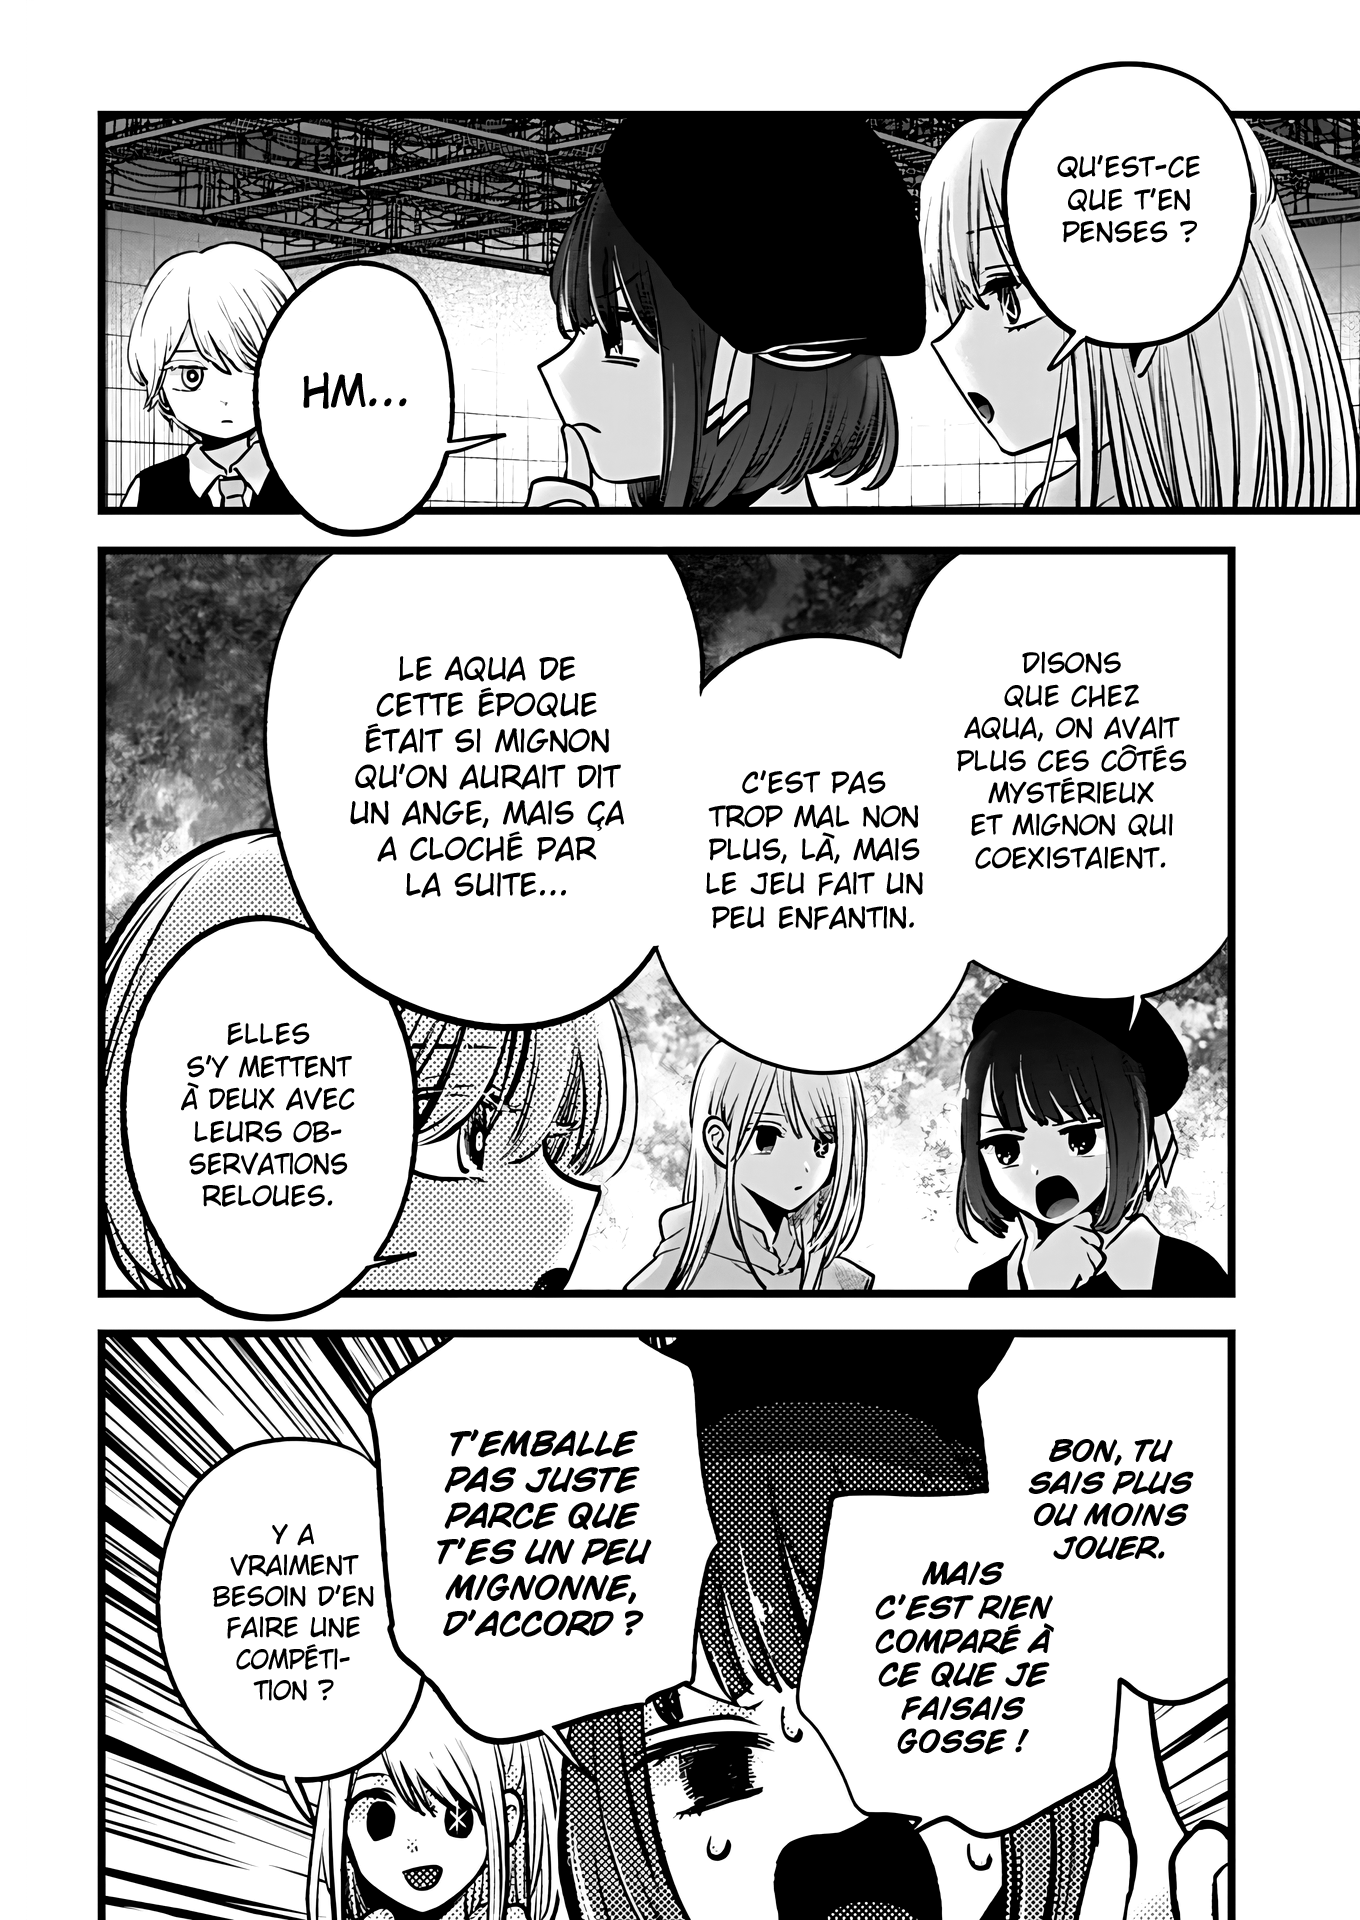 QU'EST-CE
QUE T'EN
PENSES ?
HM...
DISONS
QUE CHEZ
AQUA, ON AVAIT
PLUS CES CÔTÉS
MYSTÉRIEUX
ET MIGNON QUI
COEXISTAIENT.
C'EST PAS
TROP MAL NON
PLUS, LÀ, MAIS
LE JEU FAIT UN
PEU ENFANTIN.
LE AQUA DE
CETTE ÉPOQUE
ÉTAIT SI MIGNON
QU'ON AURAIT DIT
UN ANGE, MAIS ÇA
A CLOCHÉ PAR
LA SUITE...
ELLES
S'Y METTENT
À DEUX AVEC
LEURS OB-
SERVATIONS
RELOUES.
BON, TU
SAIS PLUS
OU MOINS
JOUER.
MAIS
C'EST RIEN
COMPARÉ À
CE QUE JE
FAISAIS
GOSSE !
T'EMBALLE
PAS JUSTE
PARCE QUE
T'ES UN PEU
MIGNONNE,
D'ACCORD ?
Y A
VRAIMENT
BESOIN D'EN
FAIRE UNE
COMPÉTI-
TION ?